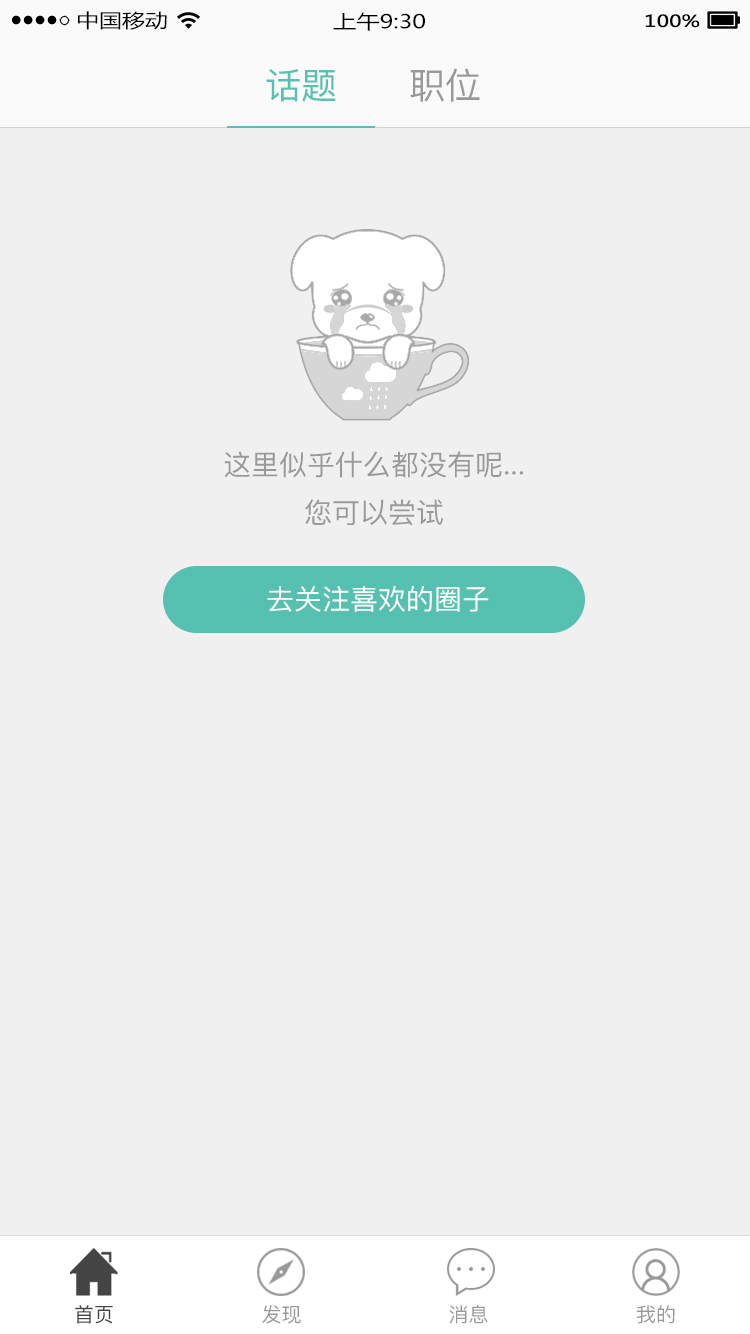 中国移动 上午9:30 100%
话题 职位
这里似乎什么都没有呢...
您可以尝试
去关注喜欢的圈子
首页 发现 消息 我的